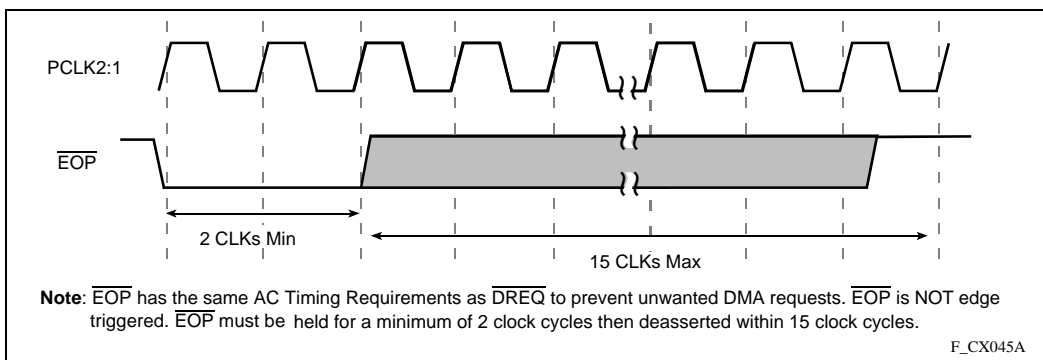 PCLK2:1
EOP
2 CLKs Min
15 CLKs Max
Note: EOP has the same AC Timing Requirements as DREQ to prevent unwanted DMA requests. EOP is NOT edge
triggered. EOP must be held for a minimum of 2 clock cycles then deasserted within 15 clock cycles.
F_CX045A